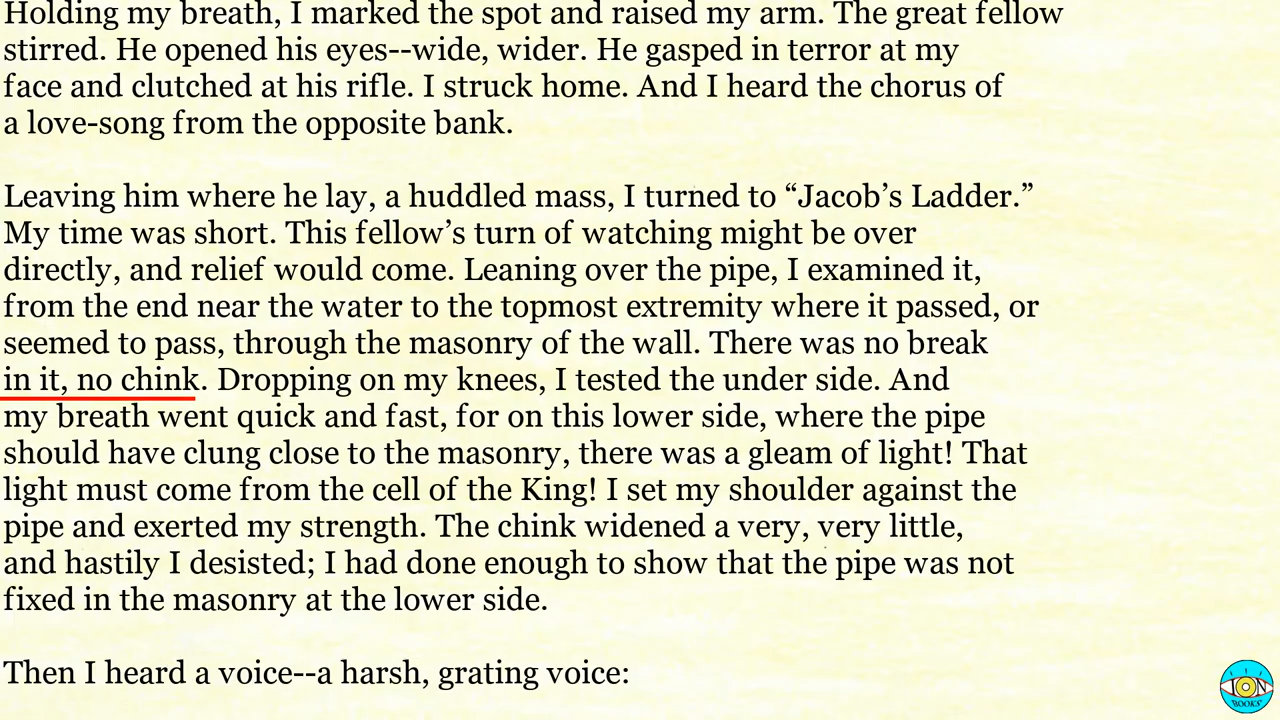 Holding my breath, I marked the spot and raised my arm. The great fellow
stirred. He opened his eyes--wide, wider. He gasped in terror at my
face and clutched at his rifle. I struck home. And I heard the chorus of
a love-song from the opposite bank.
Leaving him where he lay, a huddled mass, I turned to “Jacob’s Ladder.”
My time was short. This fellow’s turn of watching might be over
directly, and relief would come. Leaning over the pipe, I examined it,
from the end near the water to the topmost extremity where it passed, or
seemed to pass, through the masonry of the wall. There was no break
in it, no chink. Dropping on my knees, I tested the under side. And
my breath went quick and fast, for on this lower side, where the pipe
should have clung close to the masonry, there was a gleam of light! That
light must come from the cell of the King! I set my shoulder against the
pipe and exerted my strength. The chink widened a very, very little,
and hastily I desisted; I had done enough to show that the pipe was not
fixed in the masonry at the lower side.
Then I heard a voice--a harsh, grating voice:
ION
BOOKS